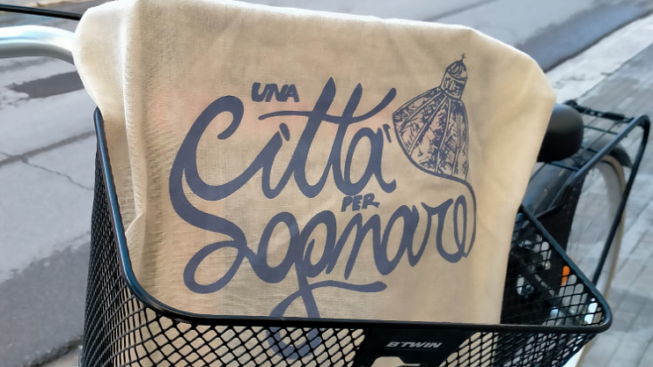 UNA
Città
PER
Sognare
BTWIN